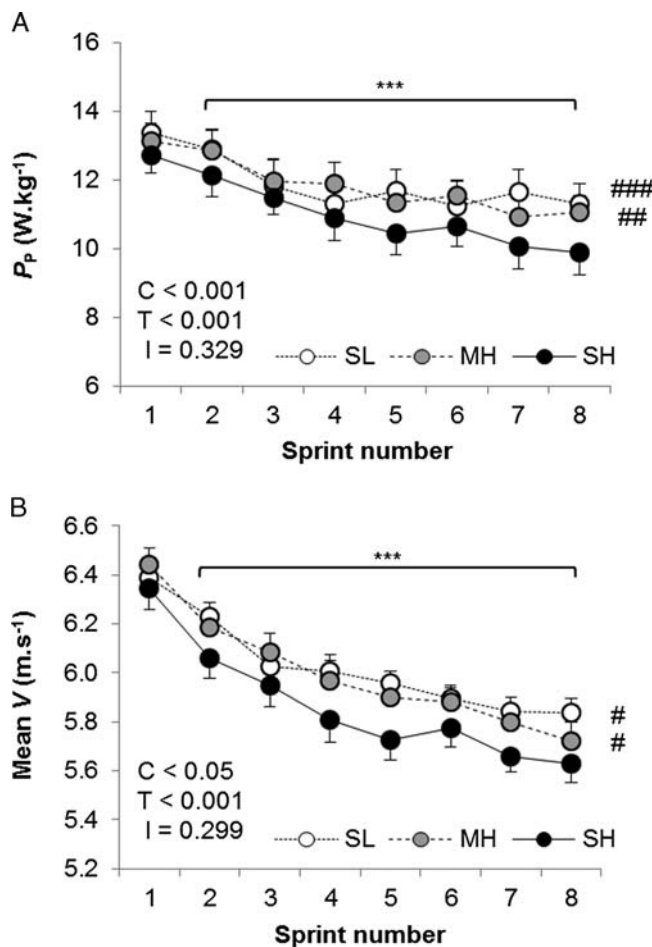 A
16
14
12
10
8
6
Pₚ (W.kg⁻¹)
***
###
##
C < 0.001
T < 0.001
I = 0.329
SL MH SH
1 2 3 4 5 6 7 8
Sprint number
B
6.6
6.4
6.2
6.0
5.8
5.6
5.4
5.2
Mean V (m.s⁻¹)
***
#
#
C < 0.05
T < 0.001
I = 0.299
SL MH SH
1 2 3 4 5 6 7 8
Sprint number